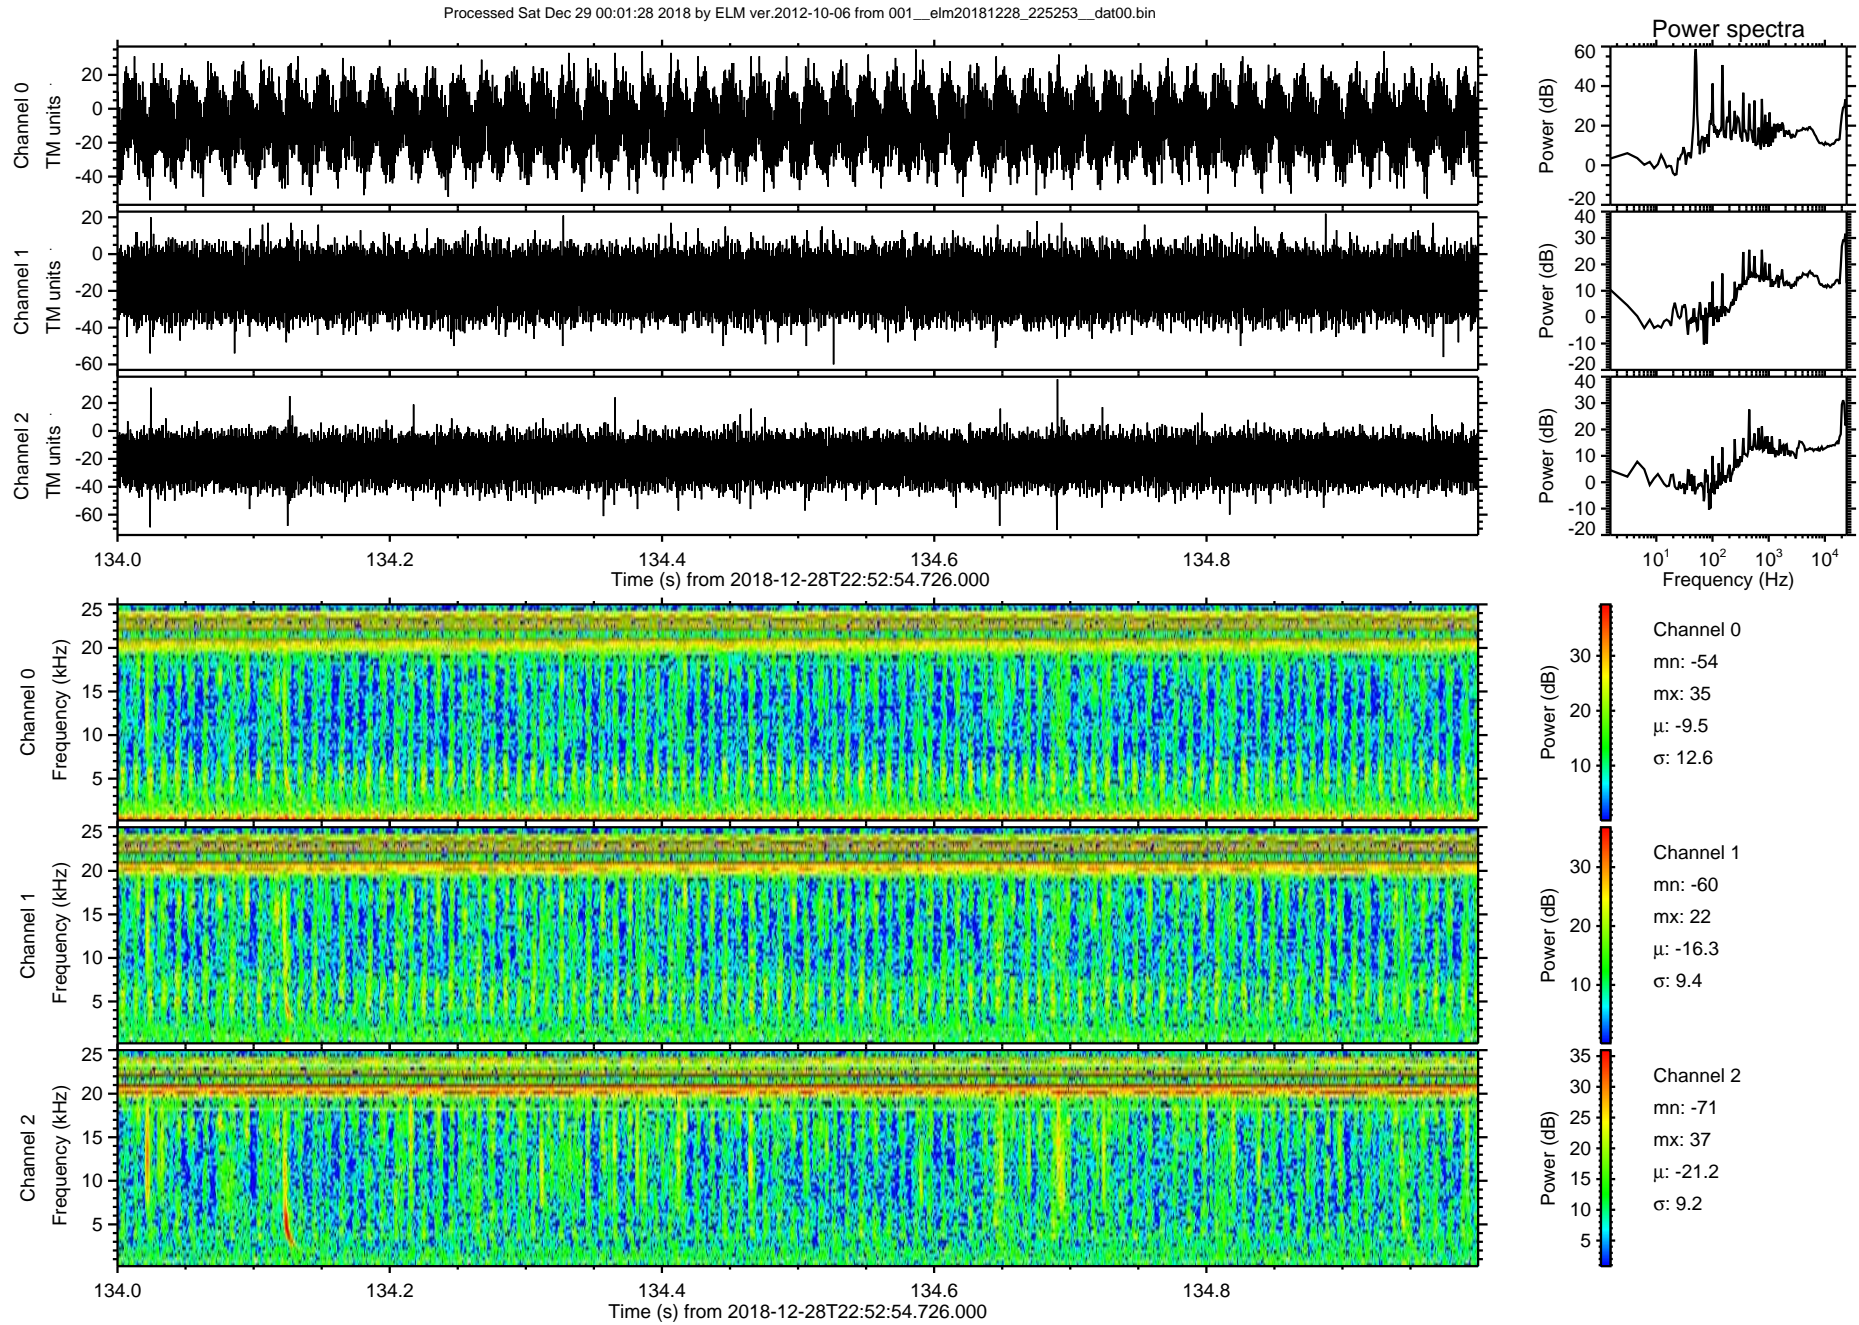 Processed Sat Dec 29 00:01:28 2018 by ELM ver.2012-10-06 from 001__elm20181228_225253__dat00.bin
Power spectra
Channel 0
TM units
20
0
-20
-40
Power (dB)
60
40
20
0
-20
Channel 1
TM units
20
0
-20
-40
-60
Power (dB)
40
30
20
10
0
-10
-20
Channel 2
TM units
20
0
-20
-40
-60
Power (dB)
40
30
20
10
0
-10
-20
134.0 134.2 134.4 134.6 134.8
Time (s) from 2018-12-28T22:52:54.726.000
10^1 10^2 10^3 10^4
Frequency (Hz)
Channel 0
Frequency (kHz)
25
20
15
10
5
Power (dB)
30
20
10
Channel 0
mn: -54
mx: 35
μ: -9.5
σ: 12.6
Channel 1
Frequency (kHz)
25
20
15
10
5
Power (dB)
30
20
10
Channel 1
mn: -60
mx: 22
μ: -16.3
σ: 9.4
Channel 2
Frequency (kHz)
25
20
15
10
5
Power (dB)
35
30
25
20
15
10
5
Channel 2
mn: -71
mx: 37
μ: -21.2
σ: 9.2
134.0 134.2 134.4 134.6 134.8
Time (s) from 2018-12-28T22:52:54.726.000